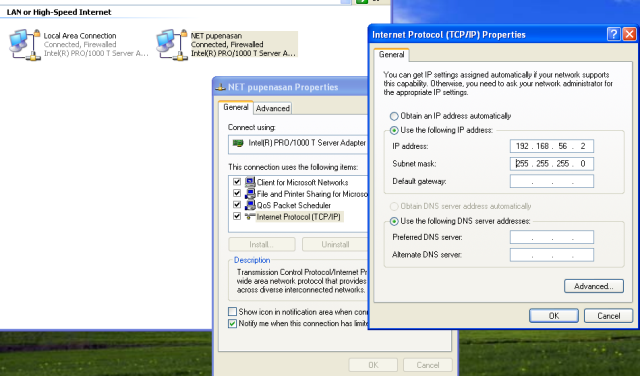 LAN or High-Speed Internet
Local Area Connection
Connected, Firewalled
Intel(R) PRO/1000 T Server A...
NET pupenasan
Connected, Firewalled
Intel(R) PRO/1000 T Server A...
NET pupenasan Properties
General
Advanced
Connect using:
Intel(R) PRO/1000 T Server Adapter
This connection uses the following items:
Client for Microsoft Networks
File and Printer Sharing for Microso
QoS Packet Scheduler
Internet Protocol (TCP/IP)
Install...
Uninstall
Description
Transmission Control Protocol/Internet Pr
wide area network protocol that provides
across diverse interconnected networks.
Show icon in notification area when conn
Notify me when this connection has limite
OK
Cancel
Internet Protocol (TCP/IP) Properties
General
You can get IP settings assigned automatically if your network supports
this capability. Otherwise, you need to ask your network administrator for
the appropriate IP settings.
Obtain an IP address automatically
Use the following IP address:
IP address: 192 . 168 . 56 . 2
Subnet mask: 255 . 255 . 255 . 0
Default gateway: . . .
Obtain DNS server address automatically
Use the following DNS server addresses:
Preferred DNS server: . . .
Alternate DNS server: . . .
Advanced...
OK
Cancel